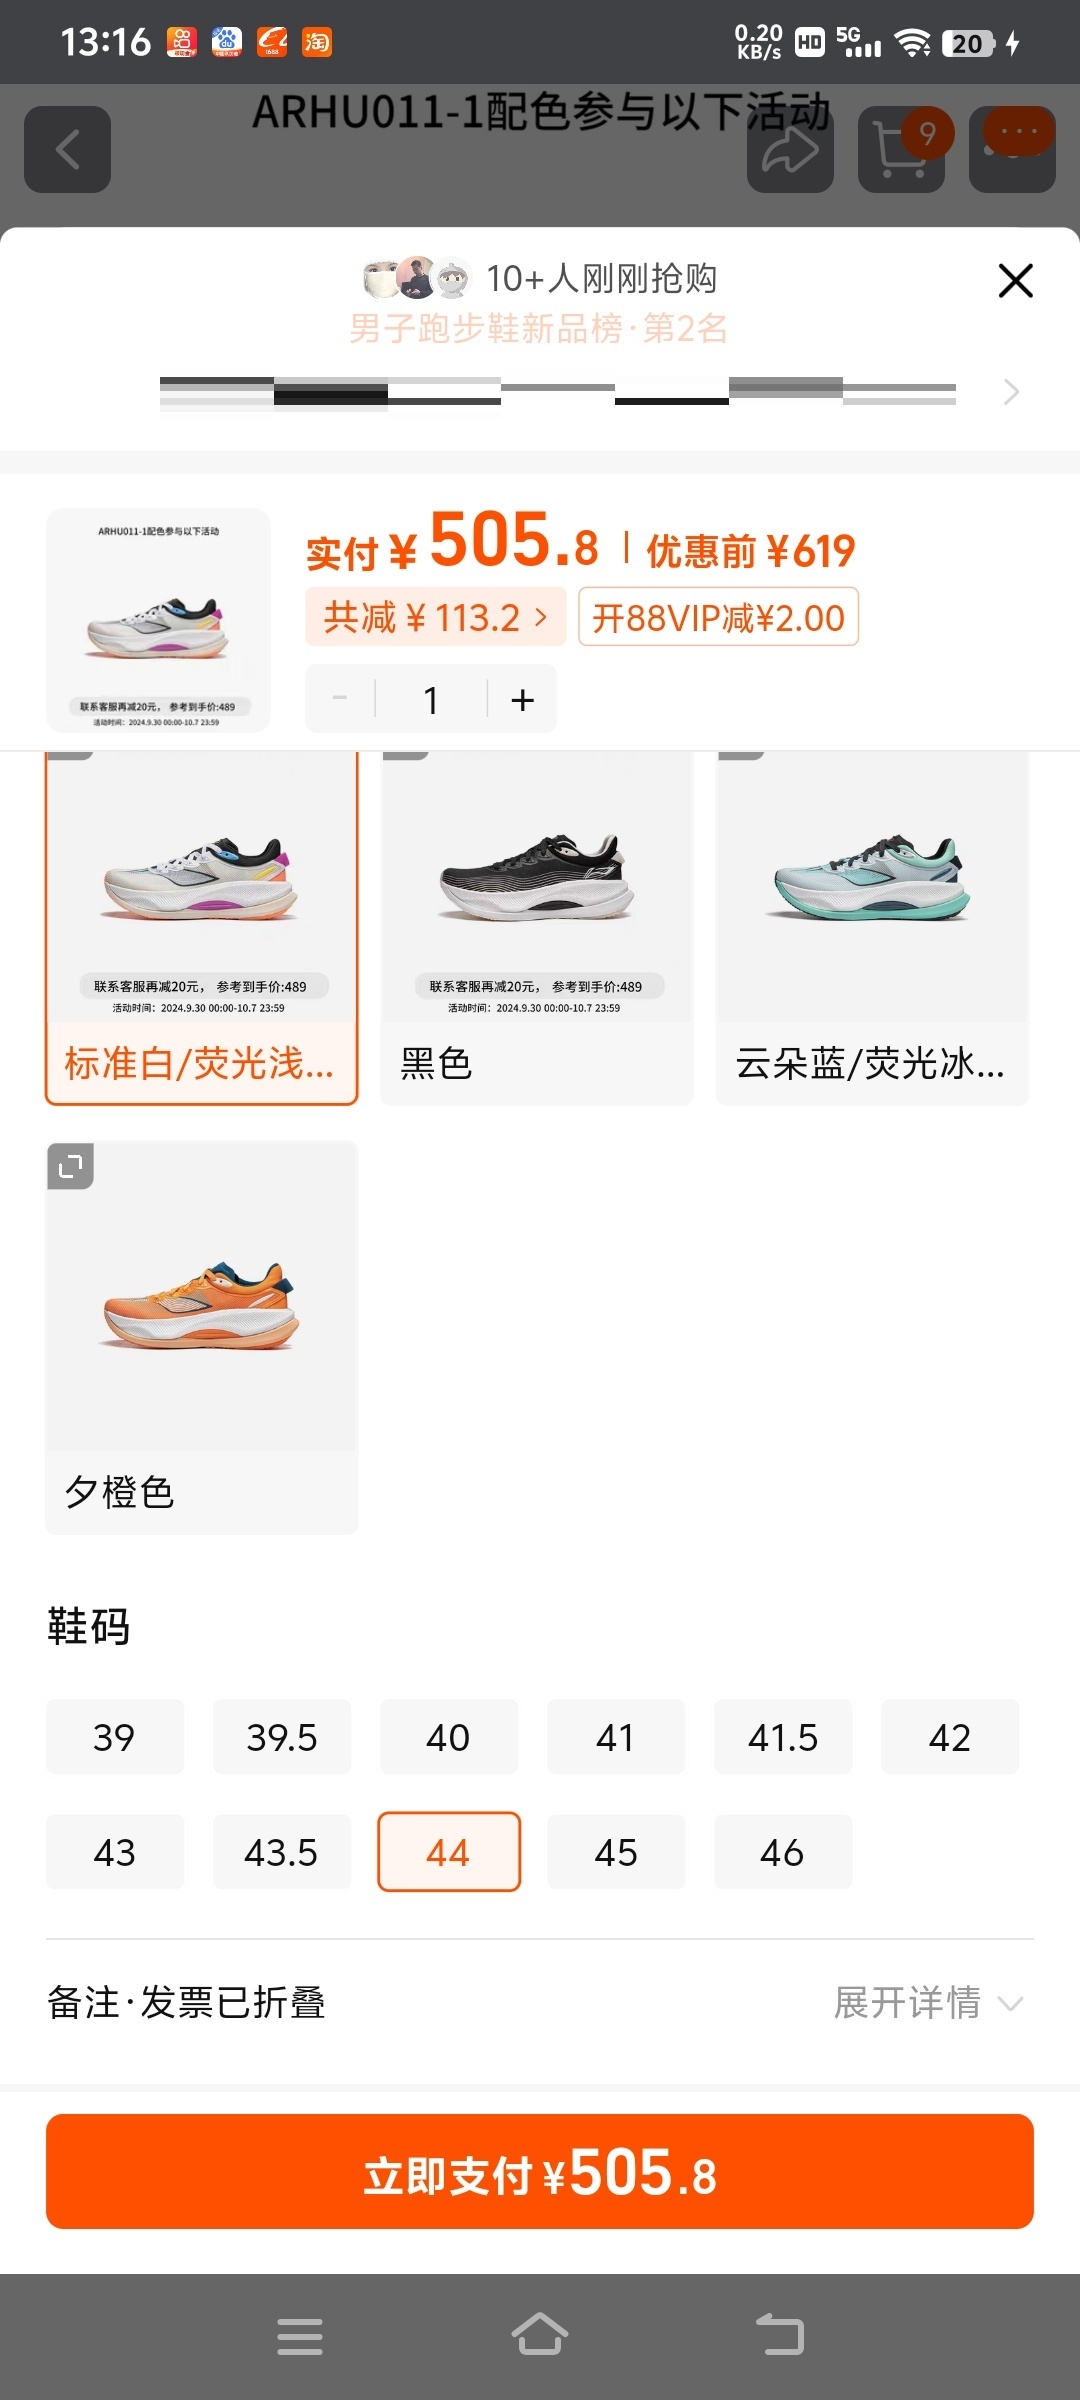 13:16
0.20 KB/s HD 5G 20
ARHU011-1配色参与以下活动
9
10+人刚刚抢购
男子跑步鞋新品榜·第2名
ARHU011-1配色参与以下活动
联系客服再减20元，参考到手价:489
活动时间：2024.9.30 00:00-10.7 23:59
实付¥505.8 | 优惠前¥619
共减¥113.2 >
开88VIP减¥2.00
- 1 +
联系客服再减20元，参考到手价:489
活动时间：2024.9.30 00:00-10.7 23:59
标准白/荧光浅...
联系客服再减20元，参考到手价:489
活动时间：2024.9.30 00:00-10.7 23:59
黑色
云朵蓝/荧光冰...
夕橙色
鞋码
39 39.5 40 41 41.5 42
43 43.5 44 45 46
备注·发票已折叠
展开详情
立即支付¥505.8